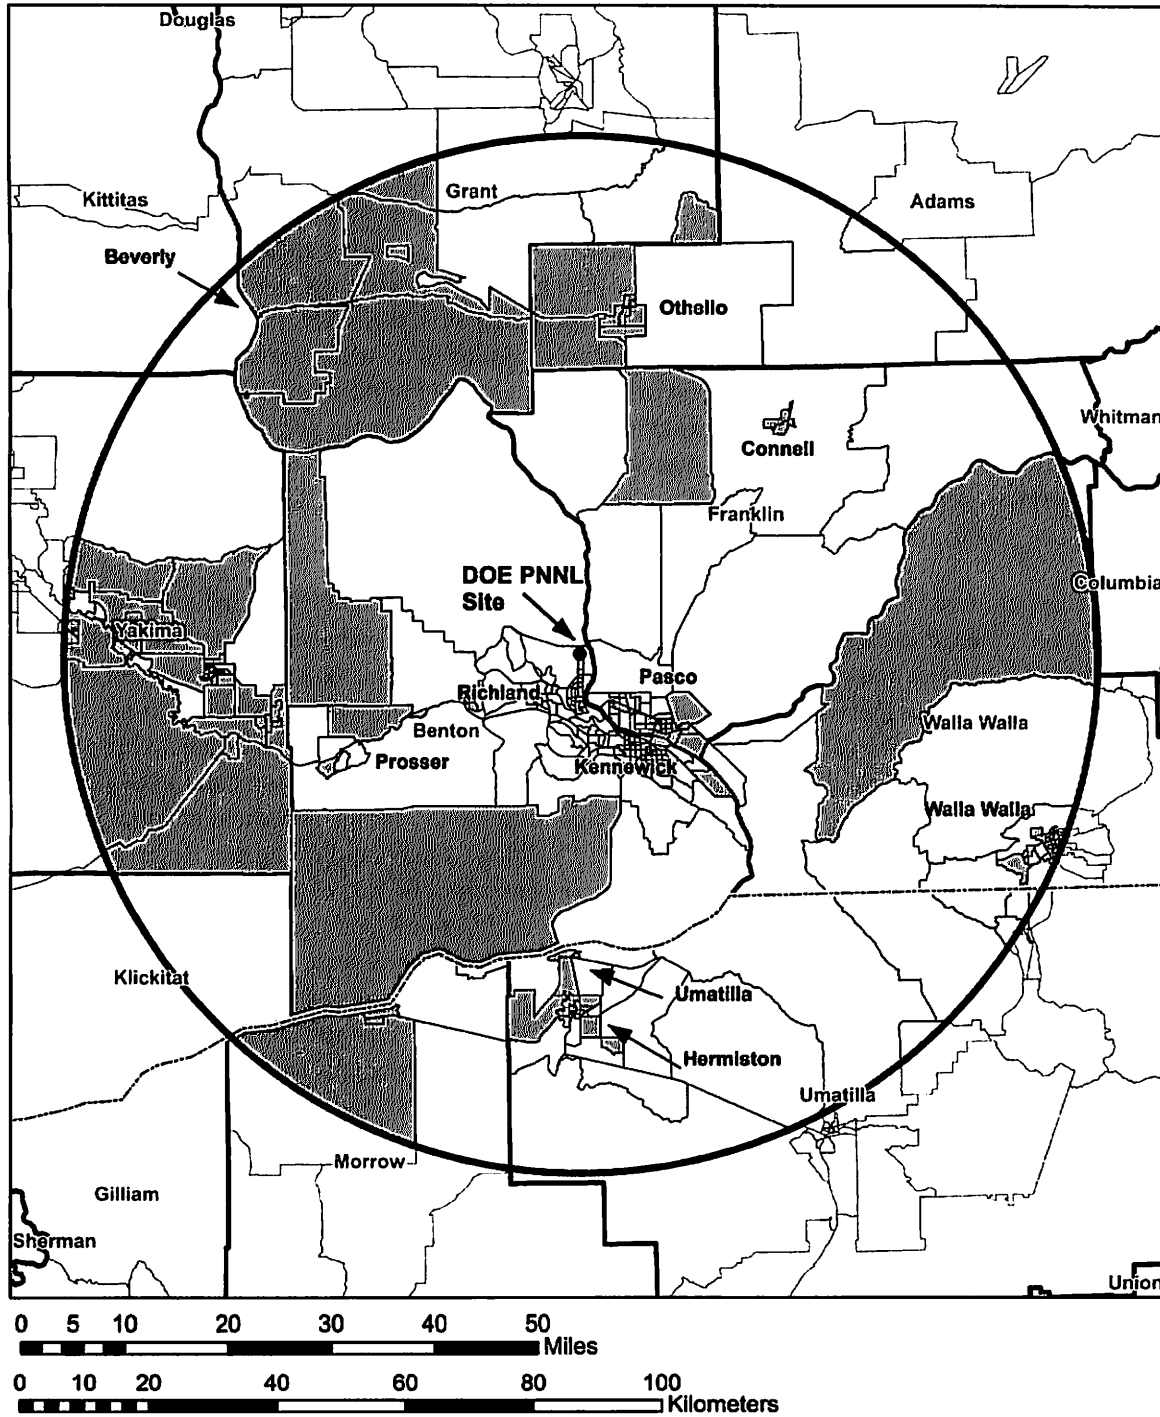 Douglas
Kittitas
Grant
Adams
Beverly
Othello
Whitman
Connell
Franklin
DOE PNNL
Site
Columbia
Yakima
Pasco
Richland
Benton
Walla Walla
Prosser
Kennewick
Walla Walla
Klickitat
Umatilla
Hermiston
Umatilla
Morrow
Gilliam
Sherman
Union
0 5 10 20 30 40 50
Miles
0 10 20 40 60 80 100
Kilometers